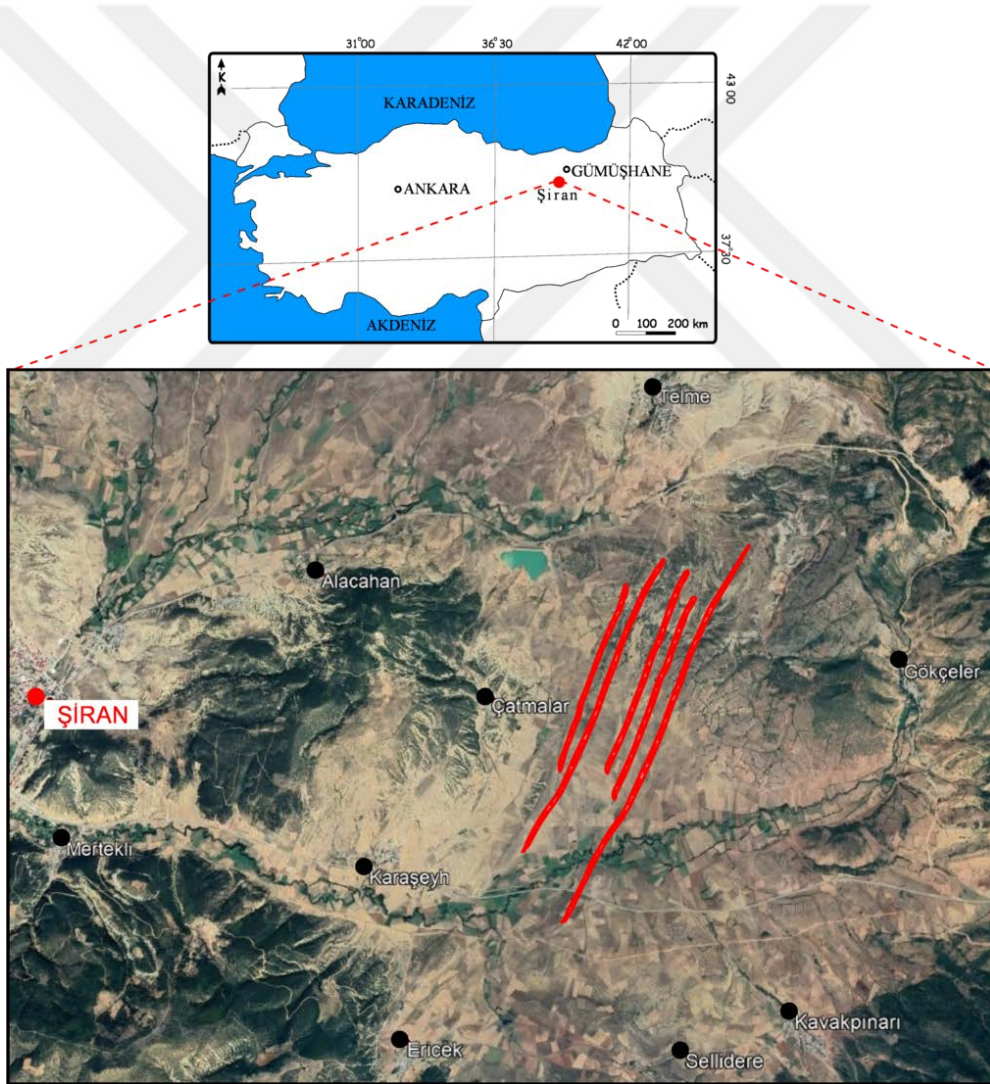 31°00 36°30 42°00
43 00
K
KARADENİZ
GÜMÜŞHANE
ANKARA
Şiran
37°30
AKDENİZ
0 100 200 km
Telme
Alacahan
Gökçeler
Çatmalar
ŞİRAN
Mertekli
Karaşeyh
Kavakpınarı
Ericek
Sellidere